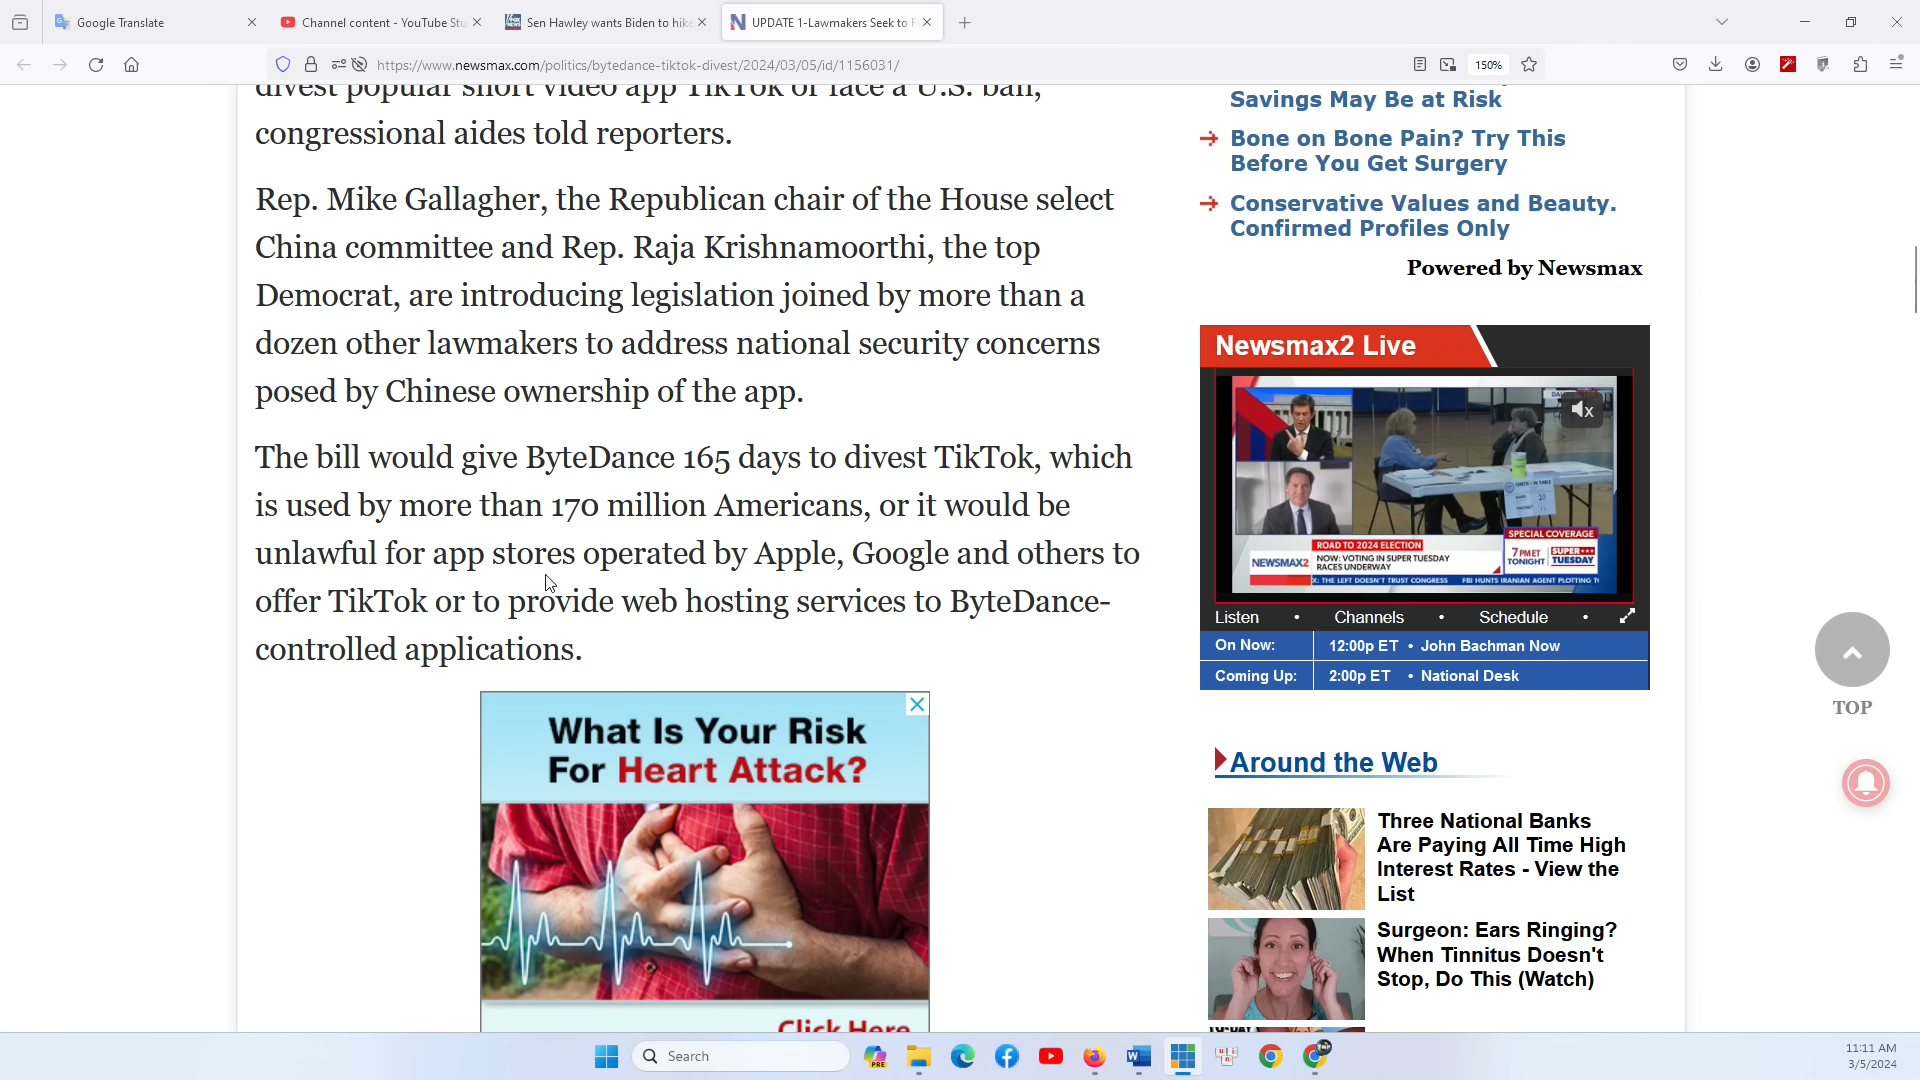 Google Translate
Channel content - YouTube Stu
Sen Hawley wants Biden to hike
UPDATE 1-Lawmakers Seek to F
https://www.newsmax.com/politics/bytedance-tiktok-divest/2024/03/05/id/1156031/
150%
divest popular short video app TikTok or face a U.S. ban,
congressional aides told reporters.
Rep. Mike Gallagher, the Republican chair of the House select
China committee and Rep. Raja Krishnamoorthi, the top
Democrat, are introducing legislation joined by more than a
dozen other lawmakers to address national security concerns
posed by Chinese ownership of the app.
The bill would give ByteDance 165 days to divest TikTok, which
is used by more than 170 million Americans, or it would be
unlawful for app stores operated by Apple, Google and others to
offer TikTok or to provide web hosting services to ByteDance-
controlled applications.
What Is Your Risk
For Heart Attack?
Click Here
Savings May Be at Risk
Bone on Bone Pain? Try This
Before You Get Surgery
Conservative Values and Beauty.
Confirmed Profiles Only
Powered by Newsmax
Newsmax2 Live
SPECIAL COVERAGE
7PM ET
TONIGHT
SUPER
TUESDAY
ROAD TO 2024 ELECTION
NEWSMAX2
NOW: VOTING IN SUPER TUESDAY
RACES UNDERWAY
X: THE LEFT DOESN'T TRUST CONGRESS FBI HUNTS IRANIAN AGENT PLOTTING
Listen • Channels • Schedule •
On Now: 12:00p ET • John Bachman Now
Coming Up: 2:00p ET • National Desk
Around the Web
Three National Banks
Are Paying All Time High
Interest Rates - View the
List
Surgeon: Ears Ringing?
When Tinnitus Doesn't
Stop, Do This (Watch)
TOP
Search
11:11 AM
3/5/2024